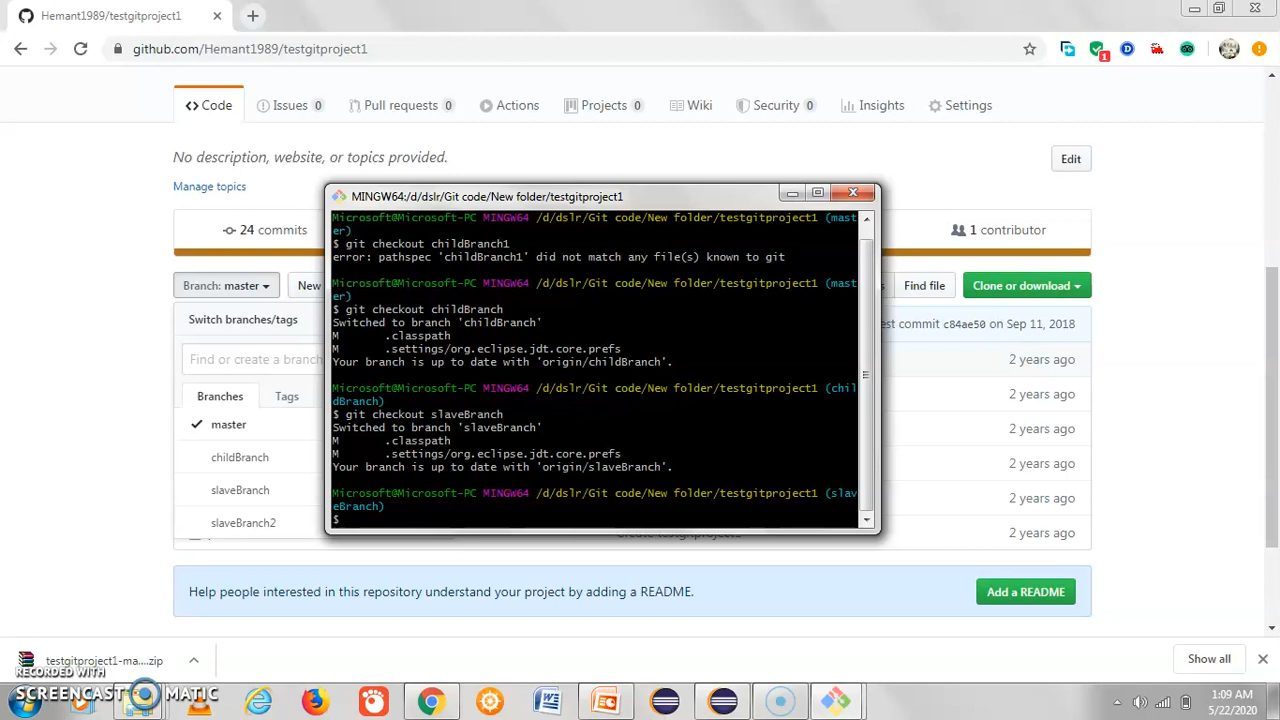 Hemant1989/testgitproject1
github.com/Hemant1989/testgitproject1
1
Code
Issues 0
Pull requests 0
Actions
Projects 0
Wiki
Security 0
Insights
Settings
No description, website, or topics provided.
Edit
Manage topics
24 commits
1 contributor
Branch: master
New
Find file
Clone or download
Switch branches/tags
Find or create a branch
Branches
Tags
master
childBranch
slaveBranch
slaveBranch2
MINGW64:/d/dslr/Git code/New folder/testgitproject1
Microsoft@Microsoft-PC MINGW64 /d/dslr/Git code/New folder/testgitproject1 (mast
er)
$ git checkout childBranch1
error: pathspec 'childBranch1' did not match any file(s) known to git
Microsoft@Microsoft-PC MINGW64 /d/dslr/Git code/New folder/testgitproject1 (mast
er)
$ git checkout childBranch
Switched to branch 'childBranch'
M .classpath
M .settings/org.eclipse.jdt.core.prefs
Your branch is up to date with 'origin/childBranch'.
Microsoft@Microsoft-PC MINGW64 /d/dslr/Git code/New folder/testgitproject1 (chil
dBranch)
$ git checkout slaveBranch
Switched to branch 'slaveBranch'
M .classpath
M .settings/org.eclipse.jdt.core.prefs
Your branch is up to date with 'origin/slaveBranch'.
Microsoft@Microsoft-PC MINGW64 /d/dslr/Git code/New folder/testgitproject1 (slav
eBranch)
$
commit c84ae50 on Sep 11, 2018
2 years ago
2 years ago
2 years ago
2 years ago
2 years ago
2 years ago
Help people interested in this repository understand your project by adding a README.
Add a README
testgitproject1-ma....zip
Show all
RECORDED WITH
SCREENCAST MATIC
1:09 AM
5/22/2020